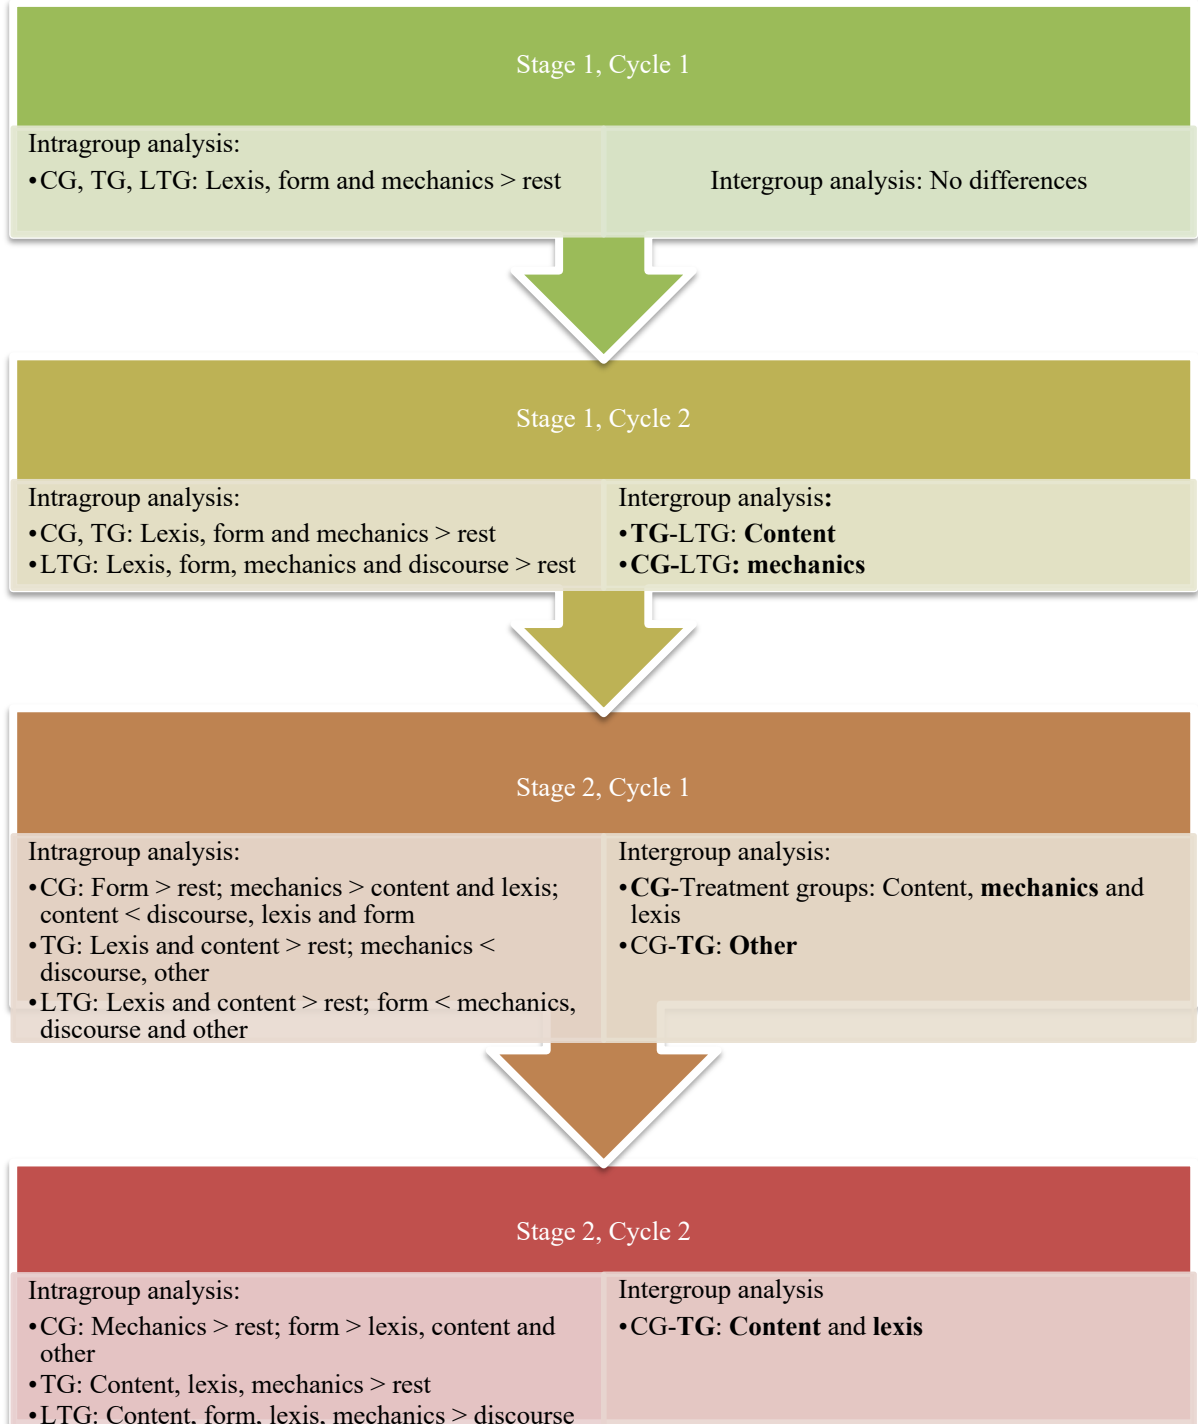 Stage 1, Cycle 1
Intragroup analysis:
•CG, TG, LTG: Lexis, form and mechanics > rest
Intergroup analysis: No differences
Stage 1, Cycle 2
Intragroup analysis:
•CG, TG: Lexis, form and mechanics > rest
•LTG: Lexis, form, mechanics and discourse > rest
Intergroup analysis:
•TG-LTG: Content
•CG-LTG: mechanics
Stage 2, Cycle 1
Intragroup analysis:
•CG: Form > rest; mechanics > content and lexis;
content < discourse, lexis and form
•TG: Lexis and content > rest; mechanics <
discourse, other
•LTG: Lexis and content > rest; form < mechanics,
discourse and other
Intergroup analysis:
•CG-Treatment groups: Content, mechanics and
lexis
•CG-TG: Other
Stage 2, Cycle 2
Intragroup analysis:
•CG: Mechanics > rest; form > lexis, content and
other
•TG: Content, lexis, mechanics > rest
•LTG: Content, form, lexis, mechanics > discourse
Intergroup analysis
•CG-TG: Content and lexis